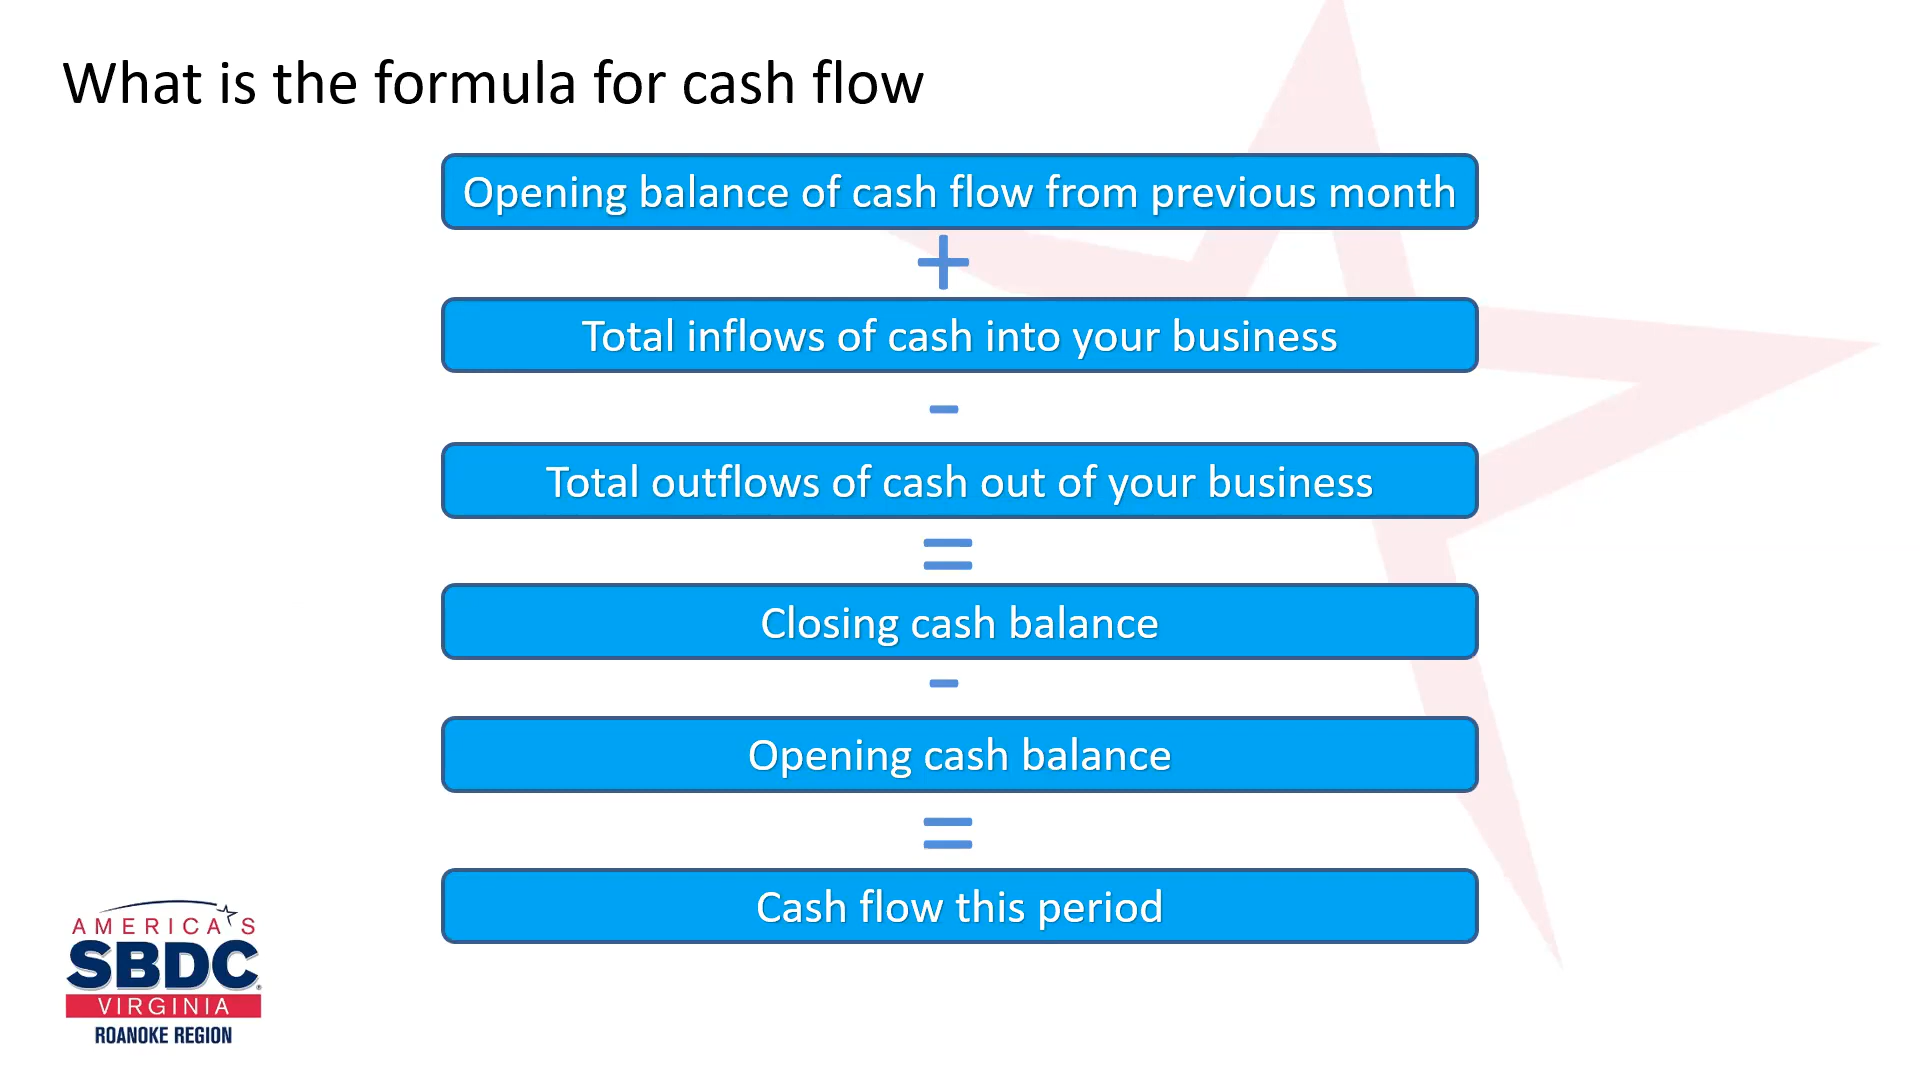 What is the formula for cash flow
Opening balance of cash flow from previous month
+
Total inflows of cash into your business
-
Total outflows of cash out of your business
=
Closing cash balance
-
Opening cash balance
=
Cash flow this period
AMERICA'S
SBDC®
VIRGINIA
ROANOKE REGION